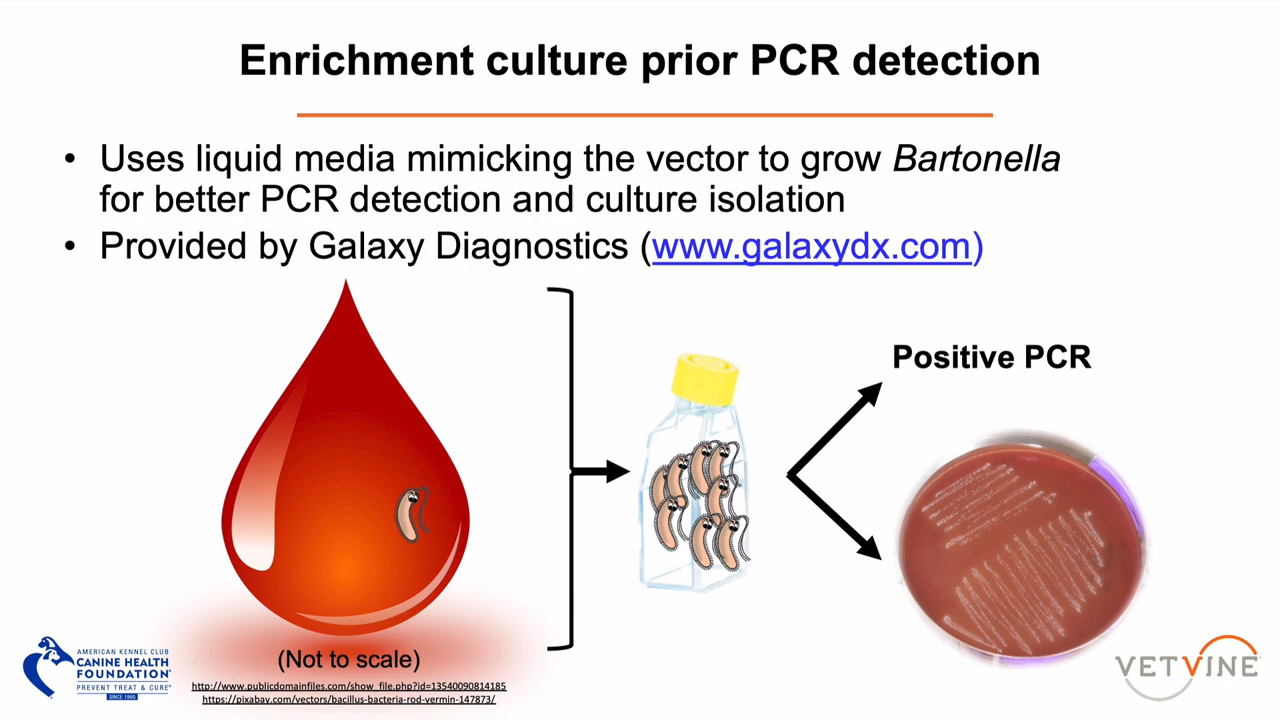 Enrichment culture prior PCR detection
• Uses liquid media mimicking the vector to grow Bartonella
for better PCR detection and culture isolation
• Provided by Galaxy Diagnostics (www.galaxydx.com)
Positive PCR
(Not to scale)
http://www.publicdomainfiles.com/show_file.php?id=13540090814185
https://pixabay.com/vectors/bacillus-bacteria-rod-vermin-147873/
AMERICAN KENNEL CLUB
CANINE HEALTH
FOUNDATION®
PREVENT TREAT & CURE®
SINCE 1995
VETVINE®